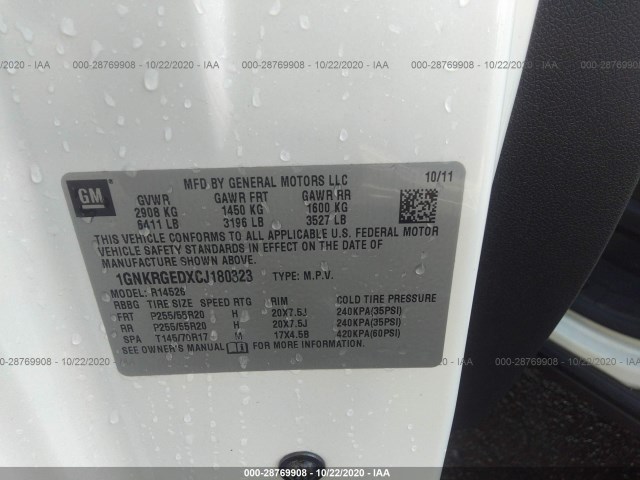 000-28769908 - 10/22/2020 - IAA
GM
MFD BY GENERAL MOTORS LLC 10/11
GVWR GAWR FRT GAWR RR
2908 KG 1450 KG 1600 KG
6411 LB 3196 LB 3527 LB
THIS VEHICLE CONFORMS TO ALL APPLICABLE U.S. FEDERAL MOTOR
VEHICLE SAFETY STANDARDS IN EFFECT ON THE DATE OF
MANUFACTURE SHOWN ABOVE.
1GNKRGEDXCJ180323 TYPE: M.P.V.
MODEL: R14526
RBBG TIRE SIZE SPEED RTG RIM COLD TIRE PRESSURE
FRT P255/55R20 H 20X7.5J 240KPA(35PSI)
RR P255/55R20 H 20X7.5J 240KPA(35PSI)
SPA T145/70R17 M 17X4.5B 420KPA(60PSI)
SEE OWNER'S MANUAL FOR MORE INFORMATION.
000-28769908 - 10/22/2020 - IAA